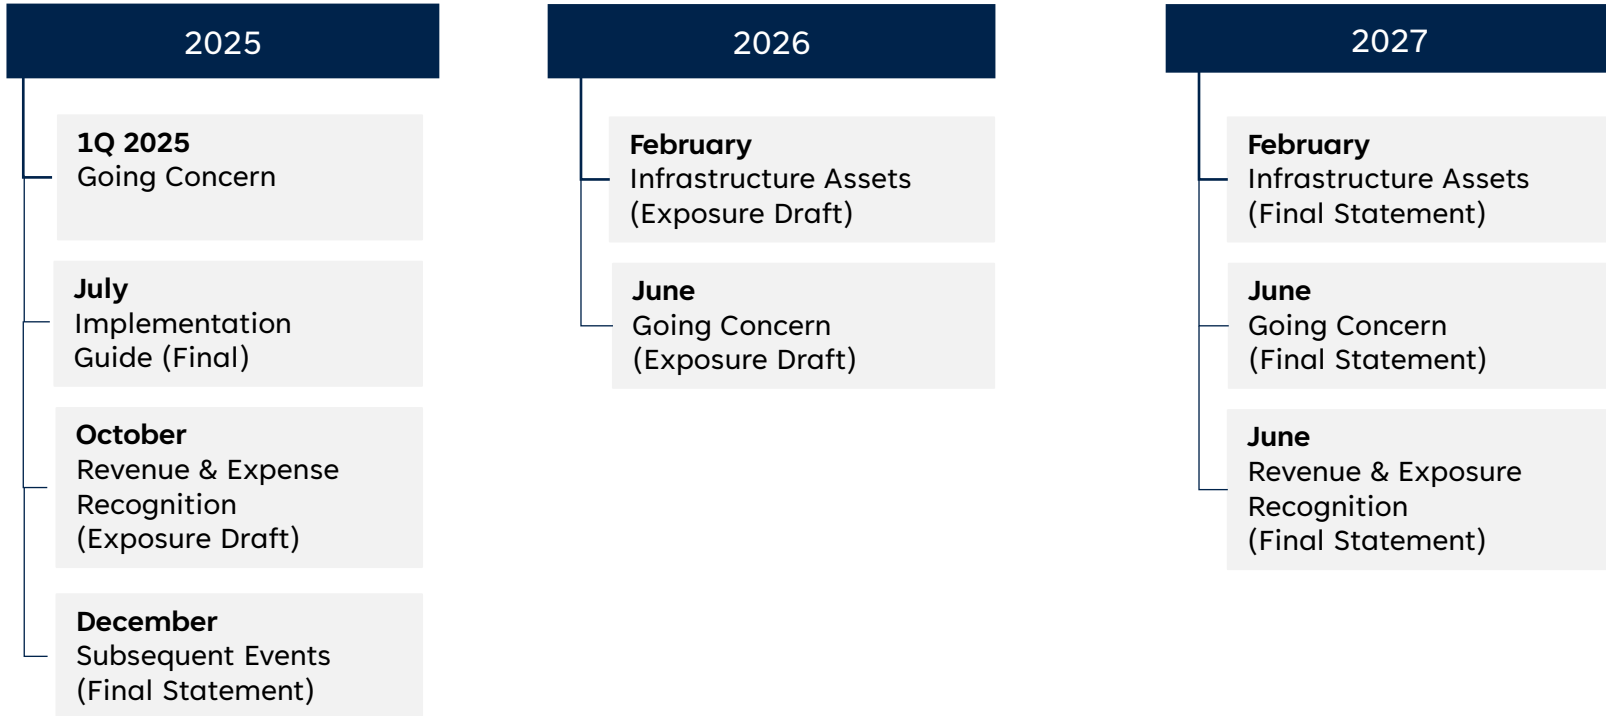 2025
1Q 2025
Going Concern
July
Implementation
Guide (Final)
October
Revenue & Expense
Recognition
(Exposure Draft)
December
Subsequent Events
(Final Statement)
2026
February
Infrastructure Assets
(Exposure Draft)
June
Going Concern
(Exposure Draft)
2027
February
Infrastructure Assets
(Final Statement)
June
Going Concern
(Final Statement)
June
Revenue & Exposure
Recognition
(Final Statement)